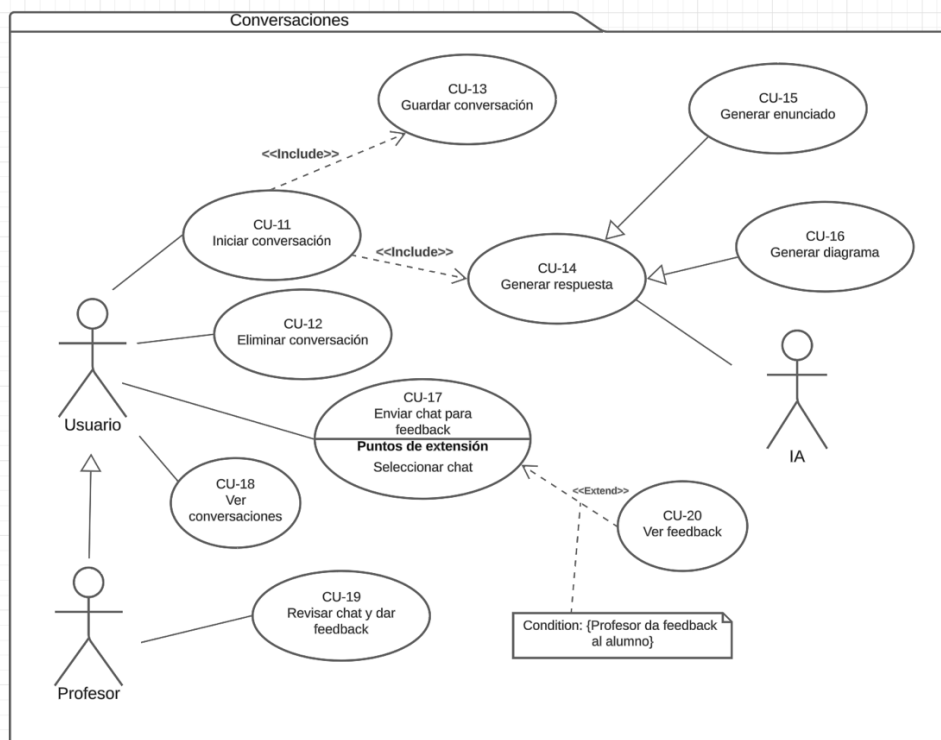 Conversaciones
CU-13
Guardar conversación
CU-15
Generar enunciado
<<Include>>
CU-11
Iniciar conversación
<<Include>>
CU-14
Generar respuesta
CU-16
Generar diagrama
CU-12
Eliminar conversación
Usuario
CU-17
Enviar chat para
feedback
Puntos de extensión
Seleccionar chat
IA
CU-18
Ver
conversaciones
<<Extend>>
CU-20
Ver feedback
CU-19
Revisar chat y dar
feedback
Condition: {Profesor da feedback
al alumno}
Profesor